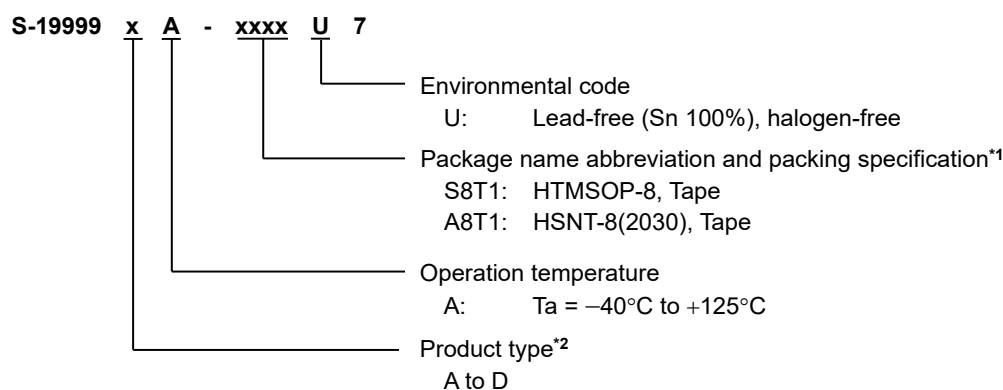 S-19999 x A - xxxx U 7
Environmental code
U: Lead-free (Sn 100%), halogen-free
Package name abbreviation and packing specification*1
S8T1: HTMSOP-8, Tape
A8T1: HSNT-8(2030), Tape
Operation temperature
A: Ta = −40°C to +125°C
Product type*2
A to D